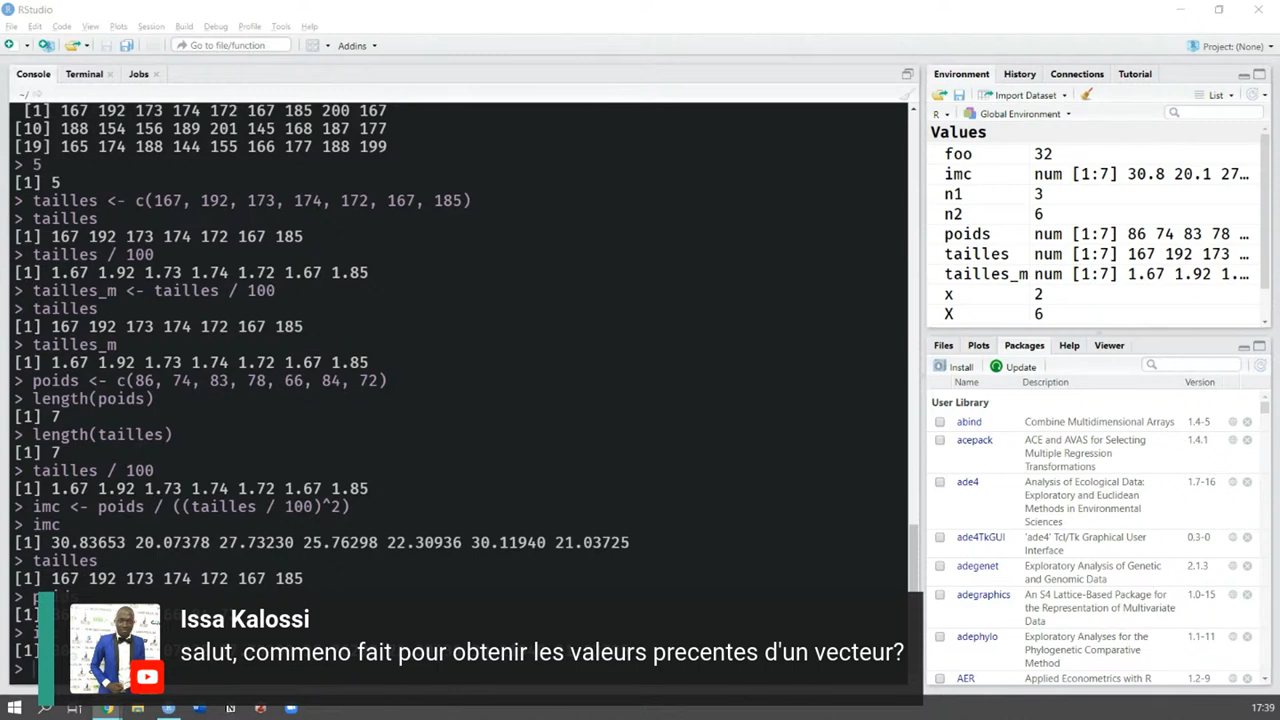 RStudio
File Edit Code View Plots Session Build Debug Profile Tools Help
Go to file/function Addins Project: (None)
Console Terminal Jobs
~/
[1] 167 192 173 174 172 167 185 200 167
[10] 188 154 156 189 201 145 168 187 177
[19] 165 174 188 144 155 166 177 188 199
> 5
[1] 5
> tailles <- c(167, 192, 173, 174, 172, 167, 185)
> tailles
[1] 167 192 173 174 172 167 185
> tailles / 100
[1] 1.67 1.92 1.73 1.74 1.72 1.67 1.85
> tailles_m <- tailles / 100
> tailles
[1] 167 192 173 174 172 167 185
> tailles_m
[1] 1.67 1.92 1.73 1.74 1.72 1.67 1.85
> poids <- c(86, 74, 83, 78, 66, 84, 72)
> length(poids)
[1] 7
> length(tailles)
[1] 7
> tailles / 100
[1] 1.67 1.92 1.73 1.74 1.72 1.67 1.85
> imc <- poids / ((tailles / 100)^2)
> imc
[1] 30.83653 20.07378 27.73230 25.76298 22.30936 30.11940 21.03725
> tailles
[1] 167 192 173 174 172 167 185
Issa Kalossi
salut, commeno fait pour obtenir les valeurs precentes d'un vecteur?
Environment History Connections Tutorial
Import Dataset List
R Global Environment
Values
foo 32
imc num [1:7] 30.8 20.1 27…
n1 3
n2 6
poids num [1:7] 86 74 83 78 …
tailles num [1:7] 167 192 173 …
tailles_m num [1:7] 1.67 1.92 1.…
x 2
X 6
Files Plots Packages Help Viewer
Install Update
Name Description Version
User Library
abind Combine Multidimensional Arrays 1.4-5
acepack ACE and AVAS for Selecting 1.4.1
Multiple Regression
Transformations
ade4 Analysis of Ecological Data: 1.7-16
Exploratory and Euclidean
Methods in Environmental
Sciences
ade4TkGUI 'ade4' Tcl/Tk Graphical User 0.3-0
Interface
adegenet Exploratory Analysis of Genetic 2.1.3
and Genomic Data
adegraphics An S4 Lattice-Based Package for 1.0-15
the Representation of Multivariate
Data
adephylo Exploratory Analyses for the 1.1-11
Phylogenetic Comparative
Method
AER Applied Econometrics with R 1.2-9
17:39